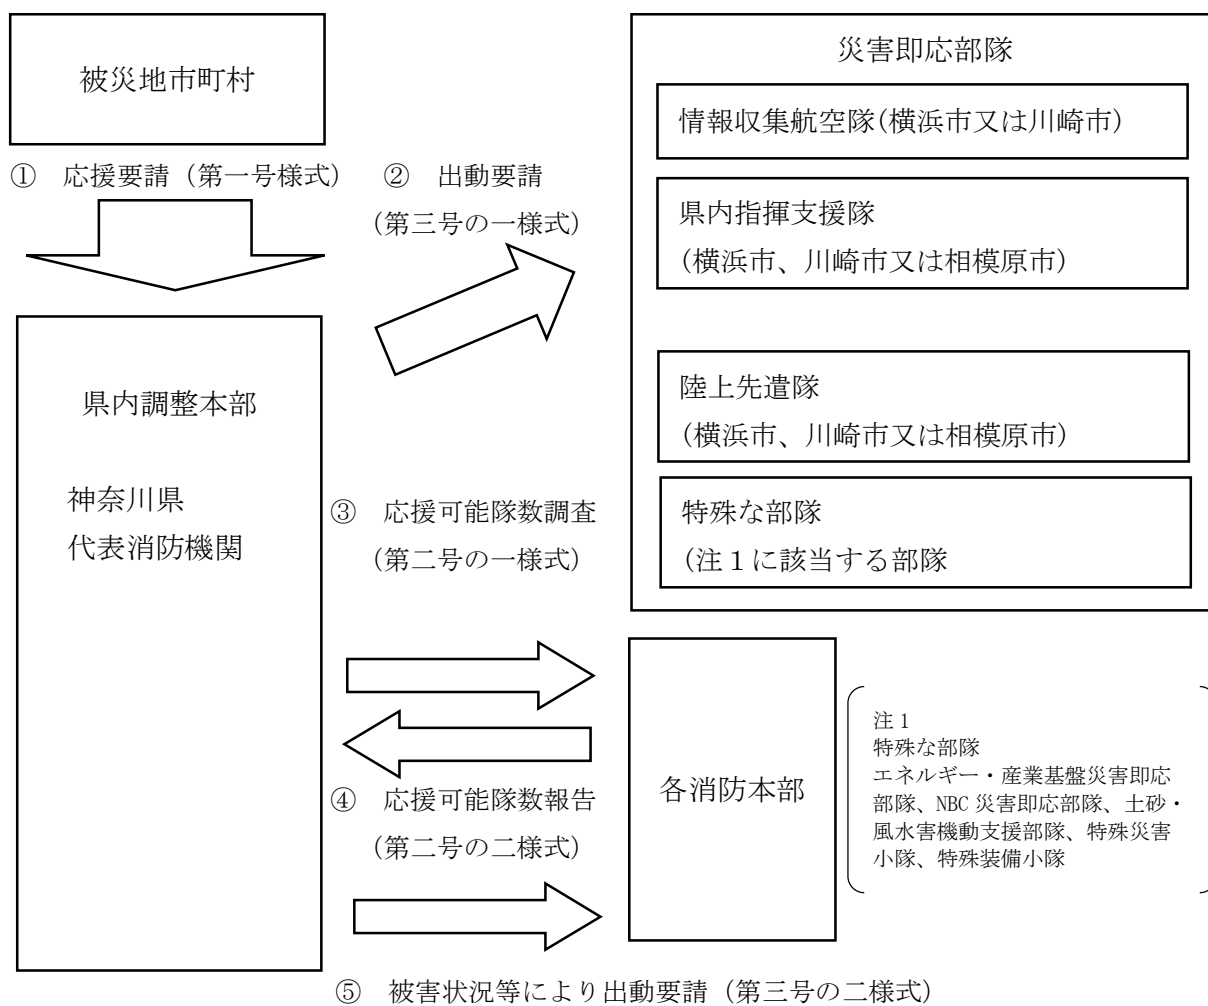 被災地市町村
① 応援要請（第一号様式）
② 出動要請
（第三号の一様式）
災害即応部隊
情報収集航空隊(横浜市又は川崎市)
県内指揮支援隊
(横浜市、川崎市又は相模原市)
陸上先遣隊
(横浜市、川崎市又は相模原市)
特殊な部隊
(注１に該当する部隊
県内調整本部
神奈川県
代表消防機関
③ 応援可能隊数調査
（第二号の一様式）
④ 応援可能隊数報告
（第二号の二様式）
各消防本部
注１
特殊な部隊
エネルギー・産業基盤災害即応
部隊、NBC 災害即応部隊、土砂・
風水害機動支援部隊、特殊災害
小隊、特殊装備小隊
⑤ 被害状況等により出動要請（第三号の二様式）